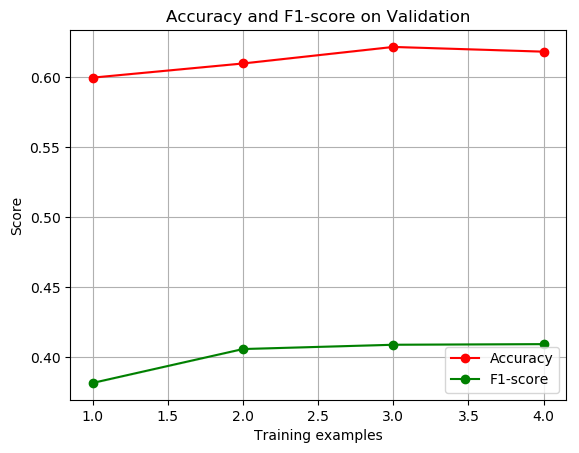 Accuracy and F1-score on Validation
0.60
0.55
0.50
0.45
0.40
Score
Accuracy
F1-score
1.0 1.5 2.0 2.5 3.0 3.5 4.0
Training examples